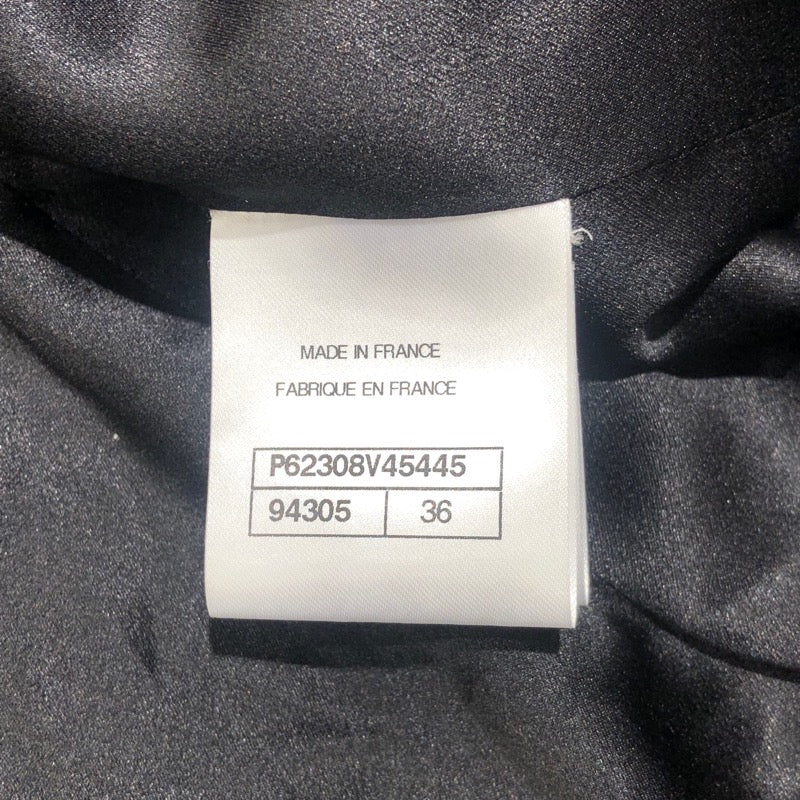 MADE IN FRANCE
FABRIQUE EN FRANCE
P62308V45445
94305 36